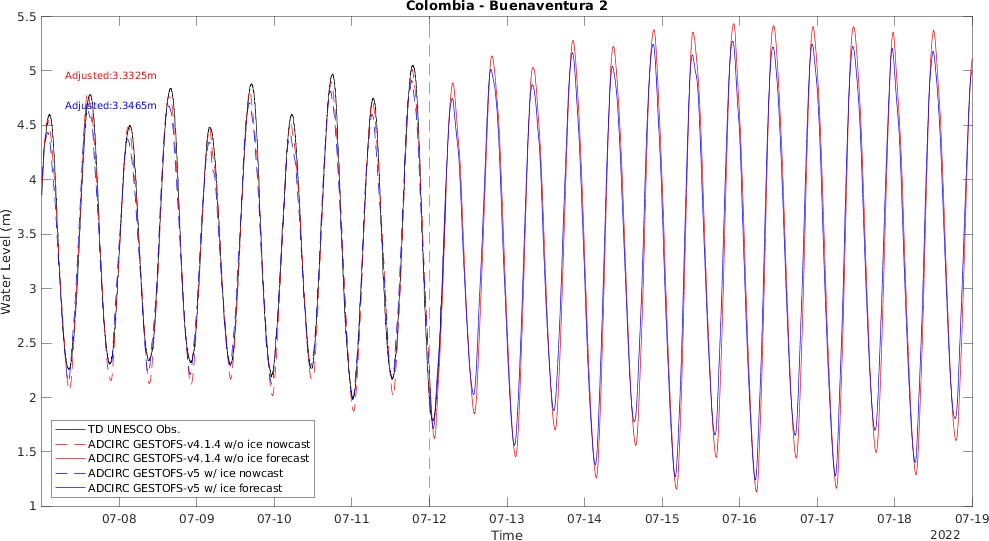 Colombia - Buenaventura 2
5.5
5
4.5
4
3.5
3
2.5
2
1.5
1
Water Level (m)
Adjusted:3.3325m
Adjusted:3.3465m
TD UNESCO Obs.
ADCIRC GESTOFS-v4.1.4 w/o ice nowcast
ADCIRC GESTOFS-v4.1.4 w/o ice forecast
ADCIRC GESTOFS-v5 w/ ice nowcast
ADCIRC GESTOFS-v5 w/ ice forecast
07-08 07-09 07-10 07-11 07-12 07-13 07-14 07-15 07-16 07-17 07-18 07-19
Time
2022